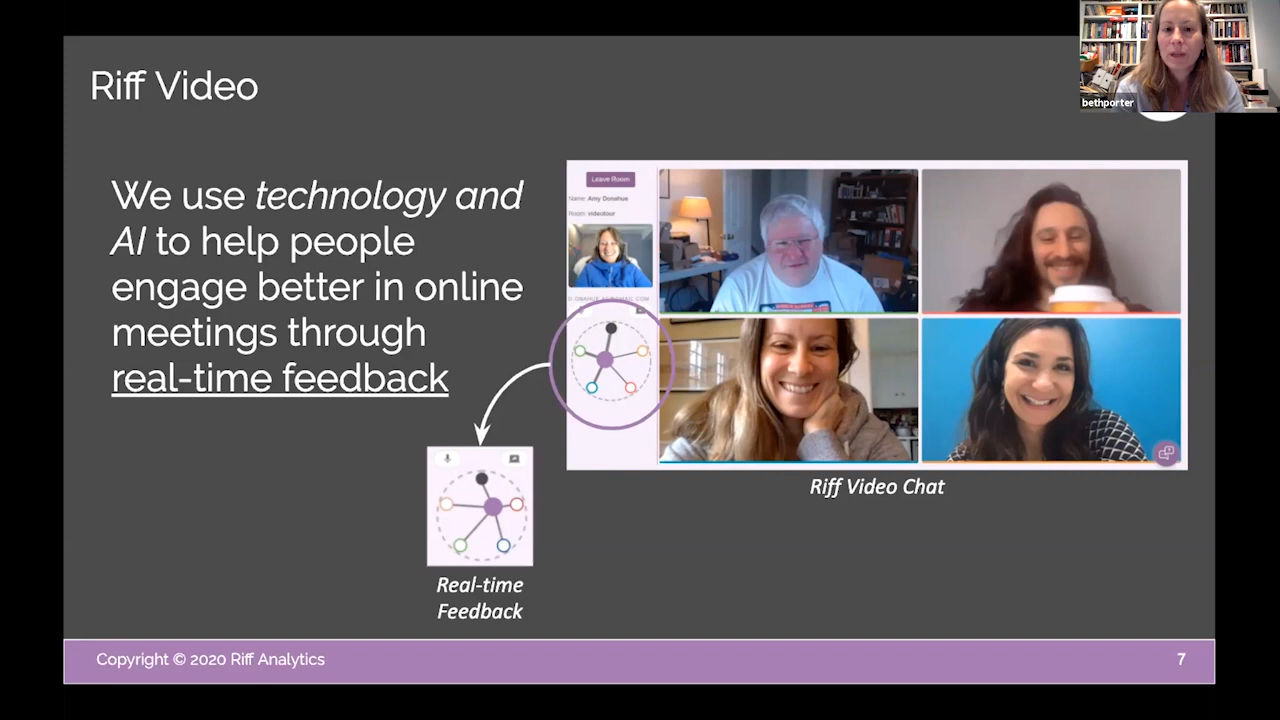 Riff Video
bethporter
We use technology and
AI to help people
engage better in online
meetings through
real-time feedback
Leave Room
Name: Amy Donahue
Room: videotour
Riff Video Chat
Real-time
Feedback
Copyright © 2020 Riff Analytics
7